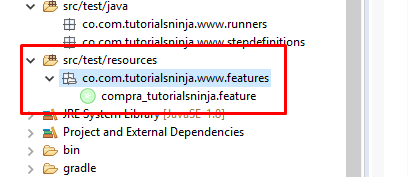 src/test/java
co.com.tutorialsninja.www.runners
co.com.tutorialsninja.www.stepdefinitions
src/test/resources
co.com.tutorialsninja.www.features
compra_tutorialsninja.feature
JRE System Library [JavaSE-1.8]
Project and External Dependencies
bin
gradle